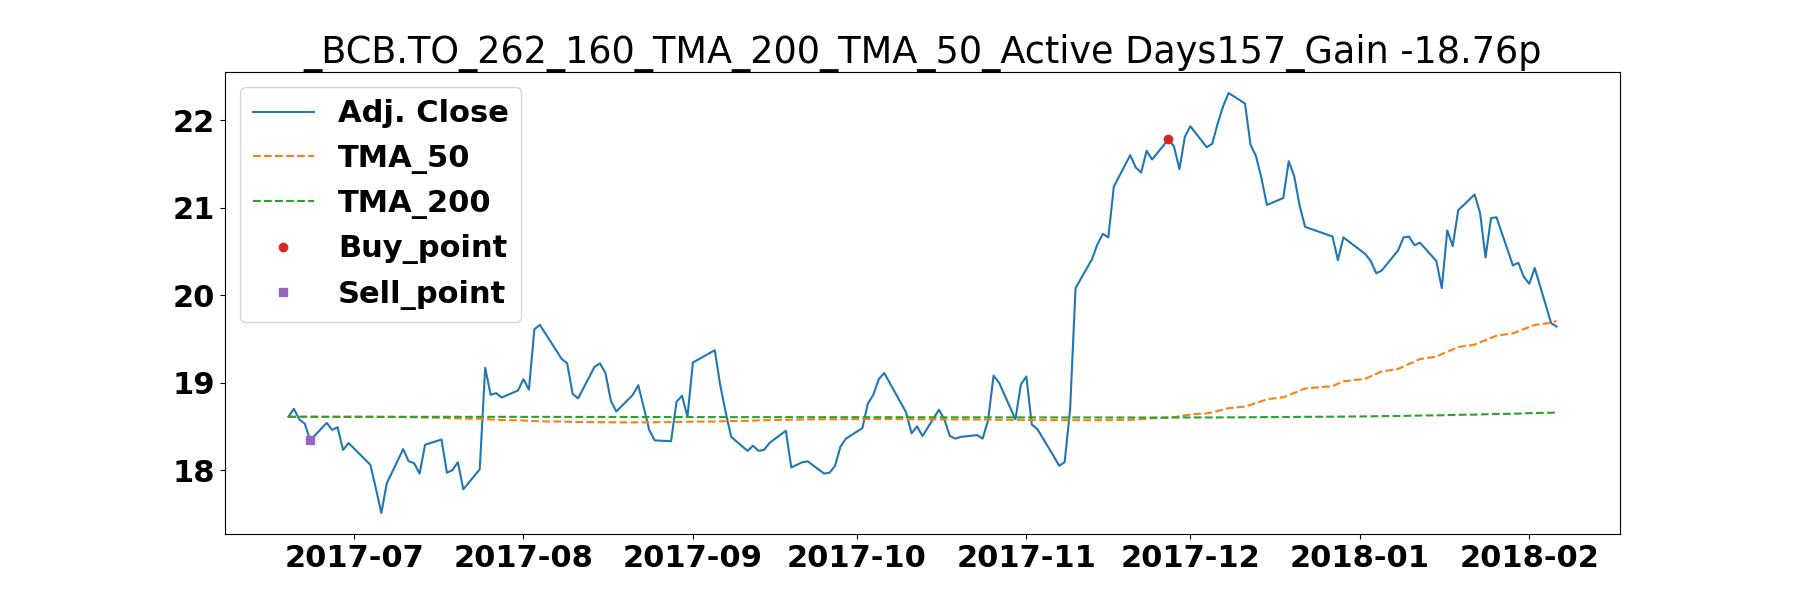 _BCB.TO_262_160_TMA_200_TMA_50_Active Days157_Gain -18.76p
Adj. Close
TMA_50
TMA_200
Buy_point
Sell_point
22
21
20
19
18
2017-07 2017-08 2017-09 2017-10 2017-11 2017-12 2018-01 2018-02